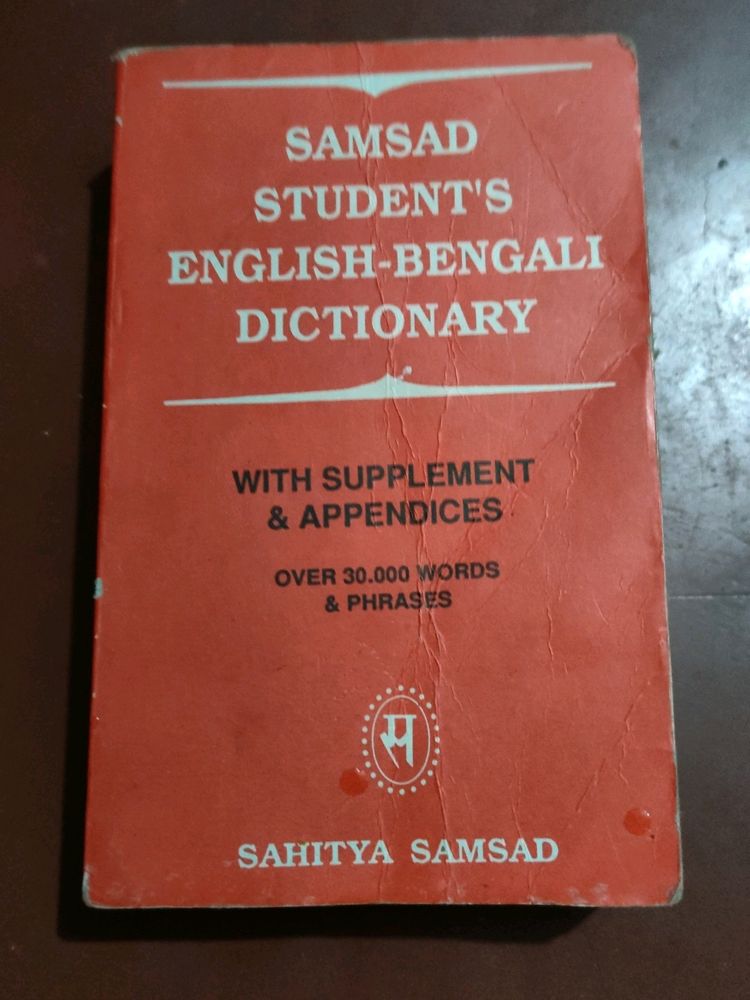 SAMSAD
STUDENT'S
ENGLISH-BENGALI
DICTIONARY
WITH SUPPLEMENT
& APPENDICES
OVER 30.000 WORDS
& PHRASES
स
SAHITYA SAMSAD